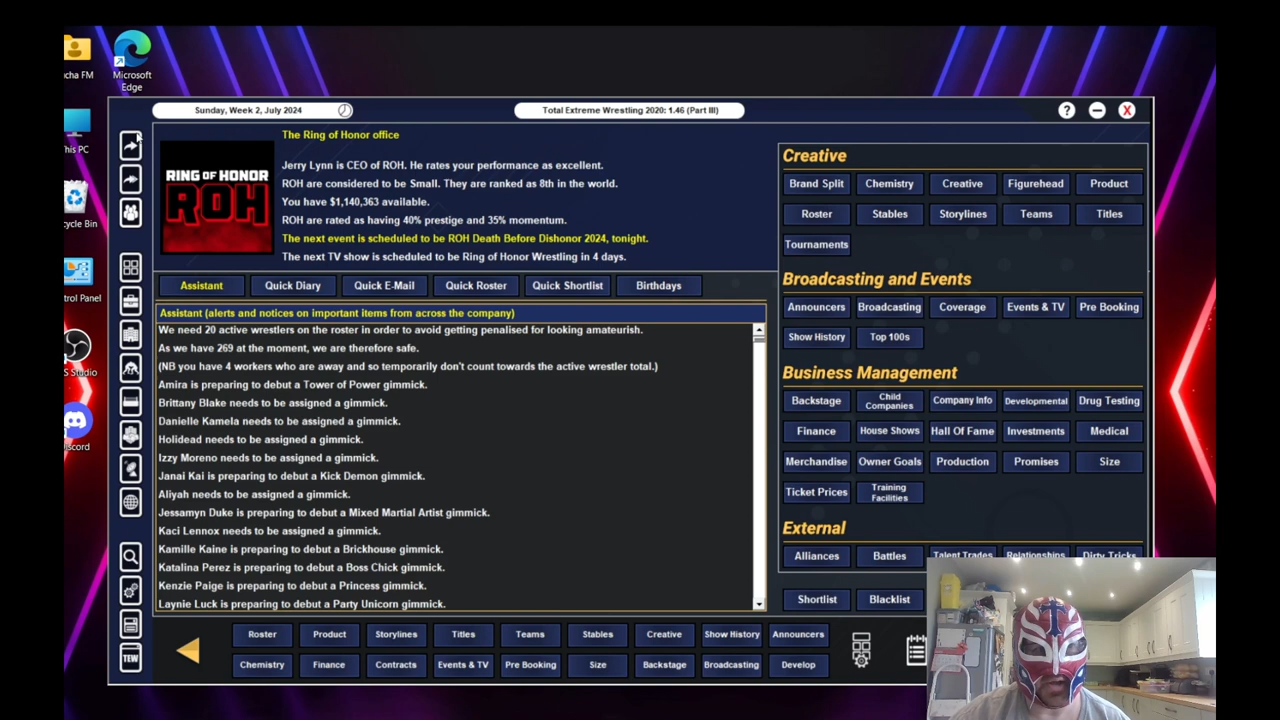 cha FM
Microsoft
Edge
his PC
cycle Bin
trol Panel
S Studio
iscord
Sunday, Week 2, July 2024
Total Extreme Wrestling 2020: 1.46 (Part III)
?
X
RING OF HONOR
ROH
The Ring of Honor office
Jerry Lynn is CEO of ROH. He rates your performance as excellent.
ROH are considered to be Small. They are ranked as 8th in the world.
You have $1,140,363 available.
ROH are rated as having 40% prestige and 35% momentum.
The next event is scheduled to be ROH Death Before Dishonor 2024, tonight.
The next TV show is scheduled to be Ring of Honor Wrestling in 4 days.
Assistant
Quick Diary
Quick E-Mail
Quick Roster
Quick Shortlist
Birthdays
Assistant (alerts and notices on important items from across the company)
We need 20 active wrestlers on the roster in order to avoid getting penalised for looking amateurish.
As we have 269 at the moment, we are therefore safe.
(NB you have 4 workers who are away and so temporarily don't count towards the active wrestler total.)
Amira is preparing to debut a Tower of Power gimmick.
Brittany Blake needs to be assigned a gimmick.
Danielle Kamela needs to be assigned a gimmick.
Holidead needs to be assigned a gimmick.
Izzy Moreno needs to be assigned a gimmick.
Janai Kai is preparing to debut a Kick Demon gimmick.
Aliyah needs to be assigned a gimmick.
Jessamyn Duke is preparing to debut a Mixed Martial Artist gimmick.
Kaci Lennox needs to be assigned a gimmick.
Kamille Kaine is preparing to debut a Brickhouse gimmick.
Katalina Perez is preparing to debut a Boss Chick gimmick.
Kenzie Paige is preparing to debut a Princess gimmick.
Laynie Luck is preparing to debut a Party Unicorn gimmick.
Creative
Brand Split
Chemistry
Creative
Figurehead
Product
Roster
Stables
Storylines
Teams
Titles
Tournaments
Broadcasting and Events
Announcers
Broadcasting
Coverage
Events & TV
Pre Booking
Show History
Top 100s
Business Management
Backstage
Child
Companies
Company Info
Developmental
Drug Testing
Finance
House Shows
Hall Of Fame
Investments
Medical
Merchandise
Owner Goals
Production
Promises
Size
Ticket Prices
Training
Facilities
External
Alliances
Battles
Talent Trades
Relationships
Dirty Tricks
Shortlist
Blacklist
Roster
Product
Storylines
Titles
Teams
Stables
Creative
Show History
Announcers
Chemistry
Finance
Contracts
Events & TV
Pre Booking
Size
Backstage
Broadcasting
Develop
TEW